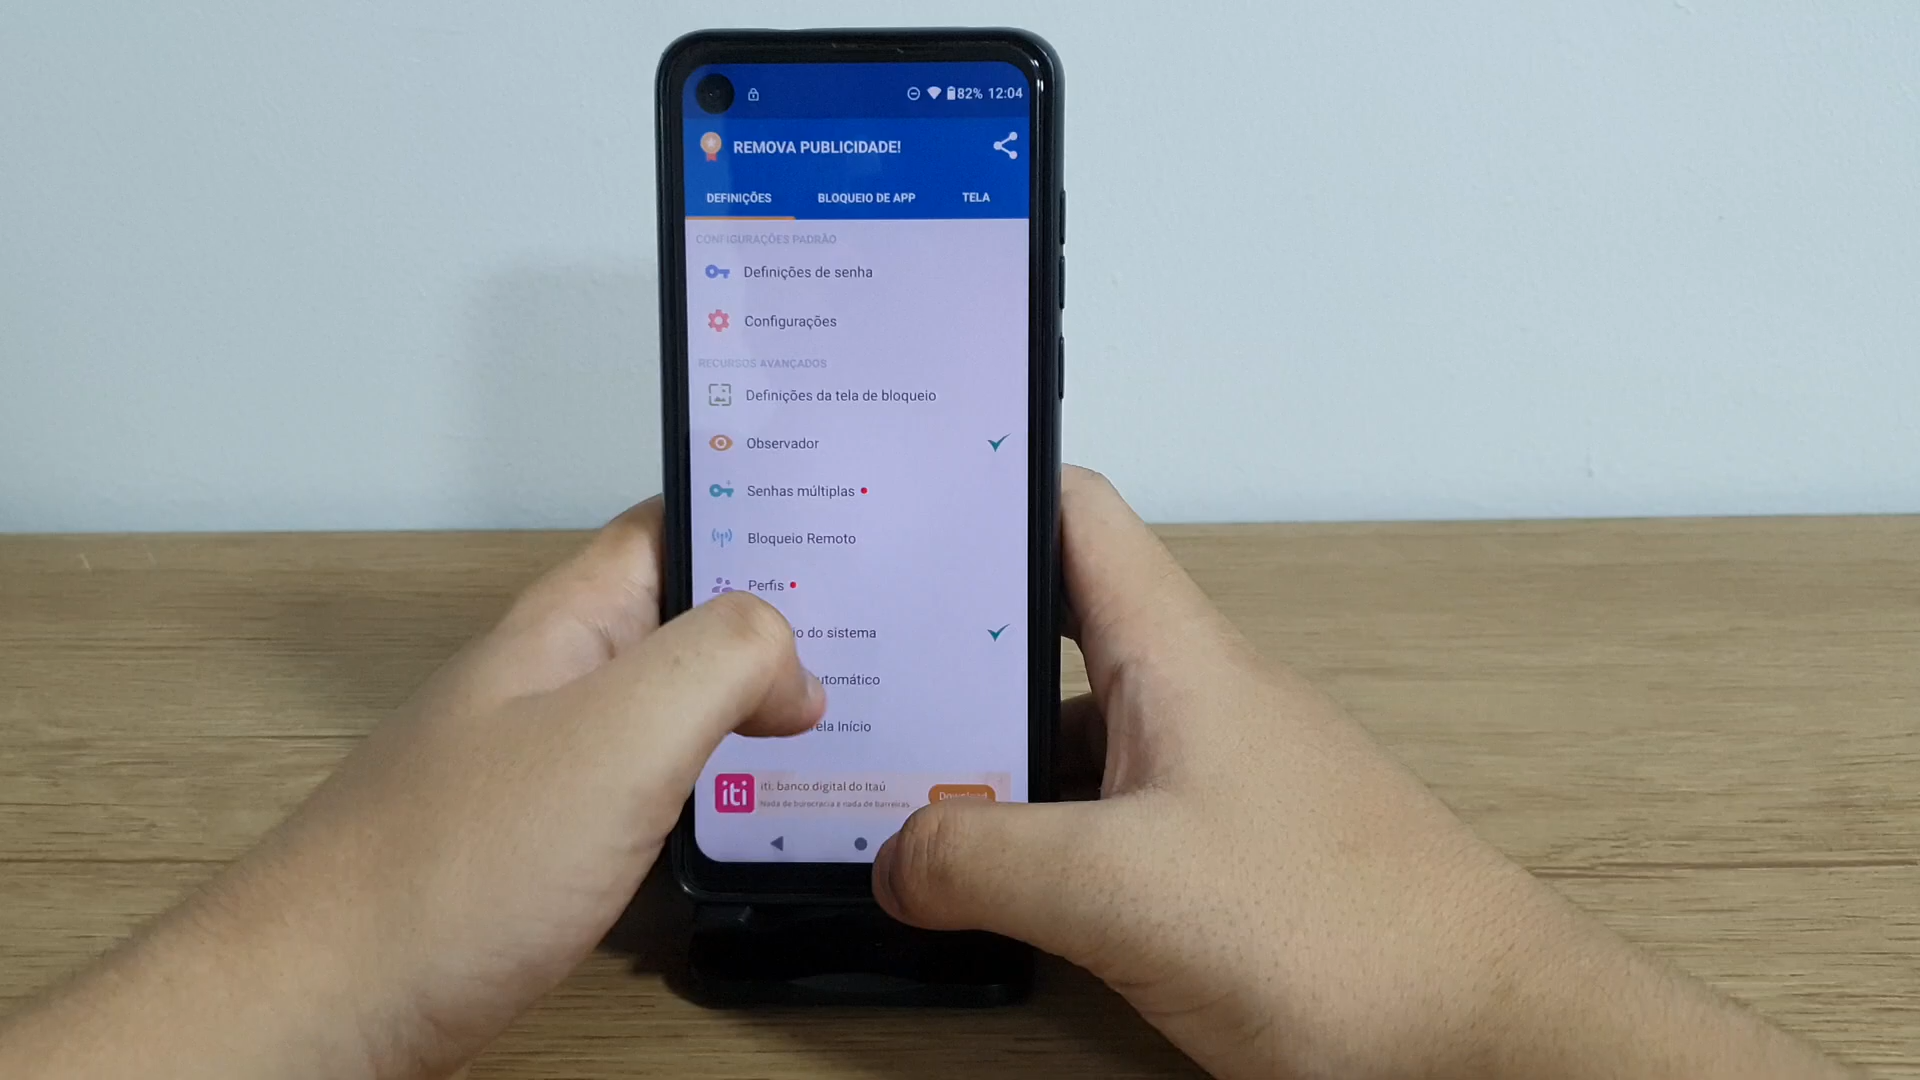 82% 12:04
REMOVA PUBLICIDADE!
DEFINIÇÕES BLOQUEIO DE APP TELA
CONFIGURAÇÕES PADRÃO
Definições de senha
Configurações
RECURSOS AVANÇADOS
Definições da tela de bloqueio
Observador
Senhas múltiplas
Bloqueio Remoto
Perfis
do sistema
Início
iti
iti: banco digital do Itaú
Download
Nada de burocracia e nada de barreiras...